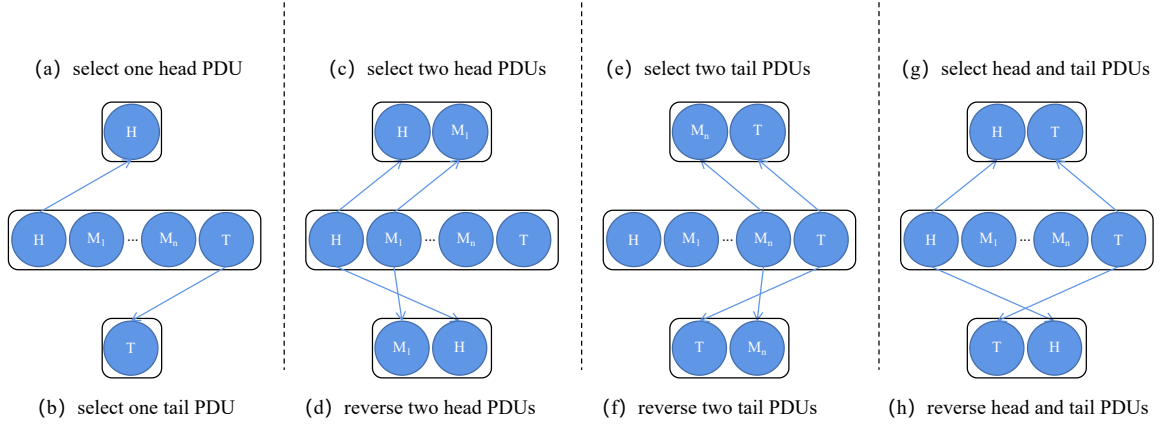 (a) select one head PDU
(c) select two head PDUs
(e) select two tail PDUs
(g) select head and tail PDUs
H
H M₁
Mₙ T
H T
H M₁ ... Mₙ T
H M₁ ... Mₙ T
H M₁ ... Mₙ T
H M₁ ... Mₙ T
T
M₁ H
T Mₙ
T H
(b) select one tail PDU
(d) reverse two head PDUs
(f) reverse two tail PDUs
(h) reverse head and tail PDUs